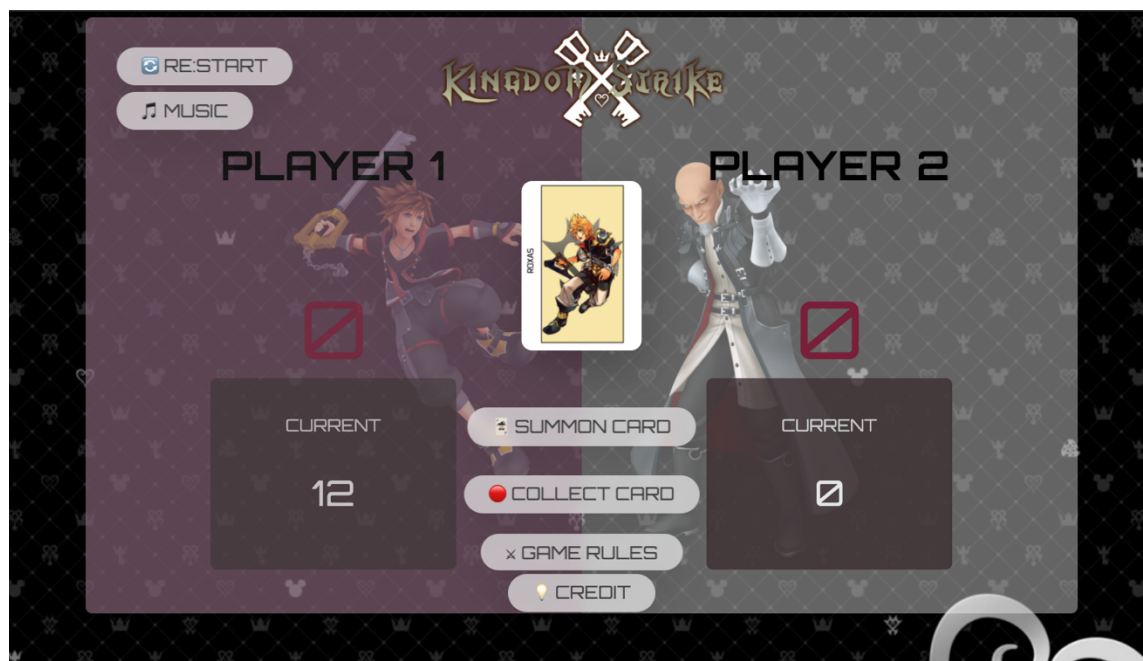 RE:START
MUSIC
KINGDOM STRIKE
PLAYER 1
PLAYER 2
ROXAS
0
0
CURRENT
CURRENT
12
0
SUMMON CARD
COLLECT CARD
GAME RULES
CREDIT